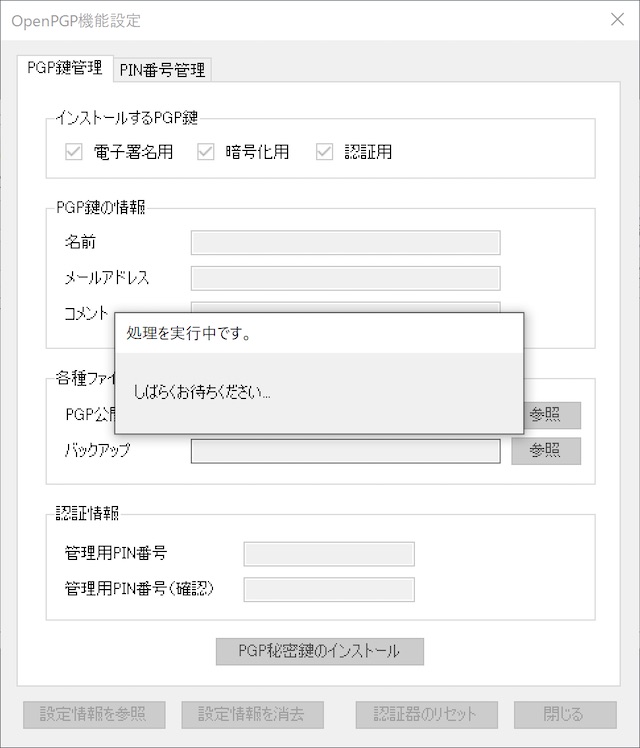 OpenPGP機能設定
PGP鍵管理 PIN番号管理
インストールするPGP鍵
電子署名用 暗号化用 認証用
PGP鍵の情報
名前
メールアドレス
コメント
処理を実行中です。
しばらくお待ちください...
各種ファイ
PGP公開
参照
バックアップ 参照
認証情報
管理用PIN番号
管理用PIN番号(確認)
PGP秘密鍵のインストール
設定情報を参照 設定情報を消去 認証器のリセット 閉じる